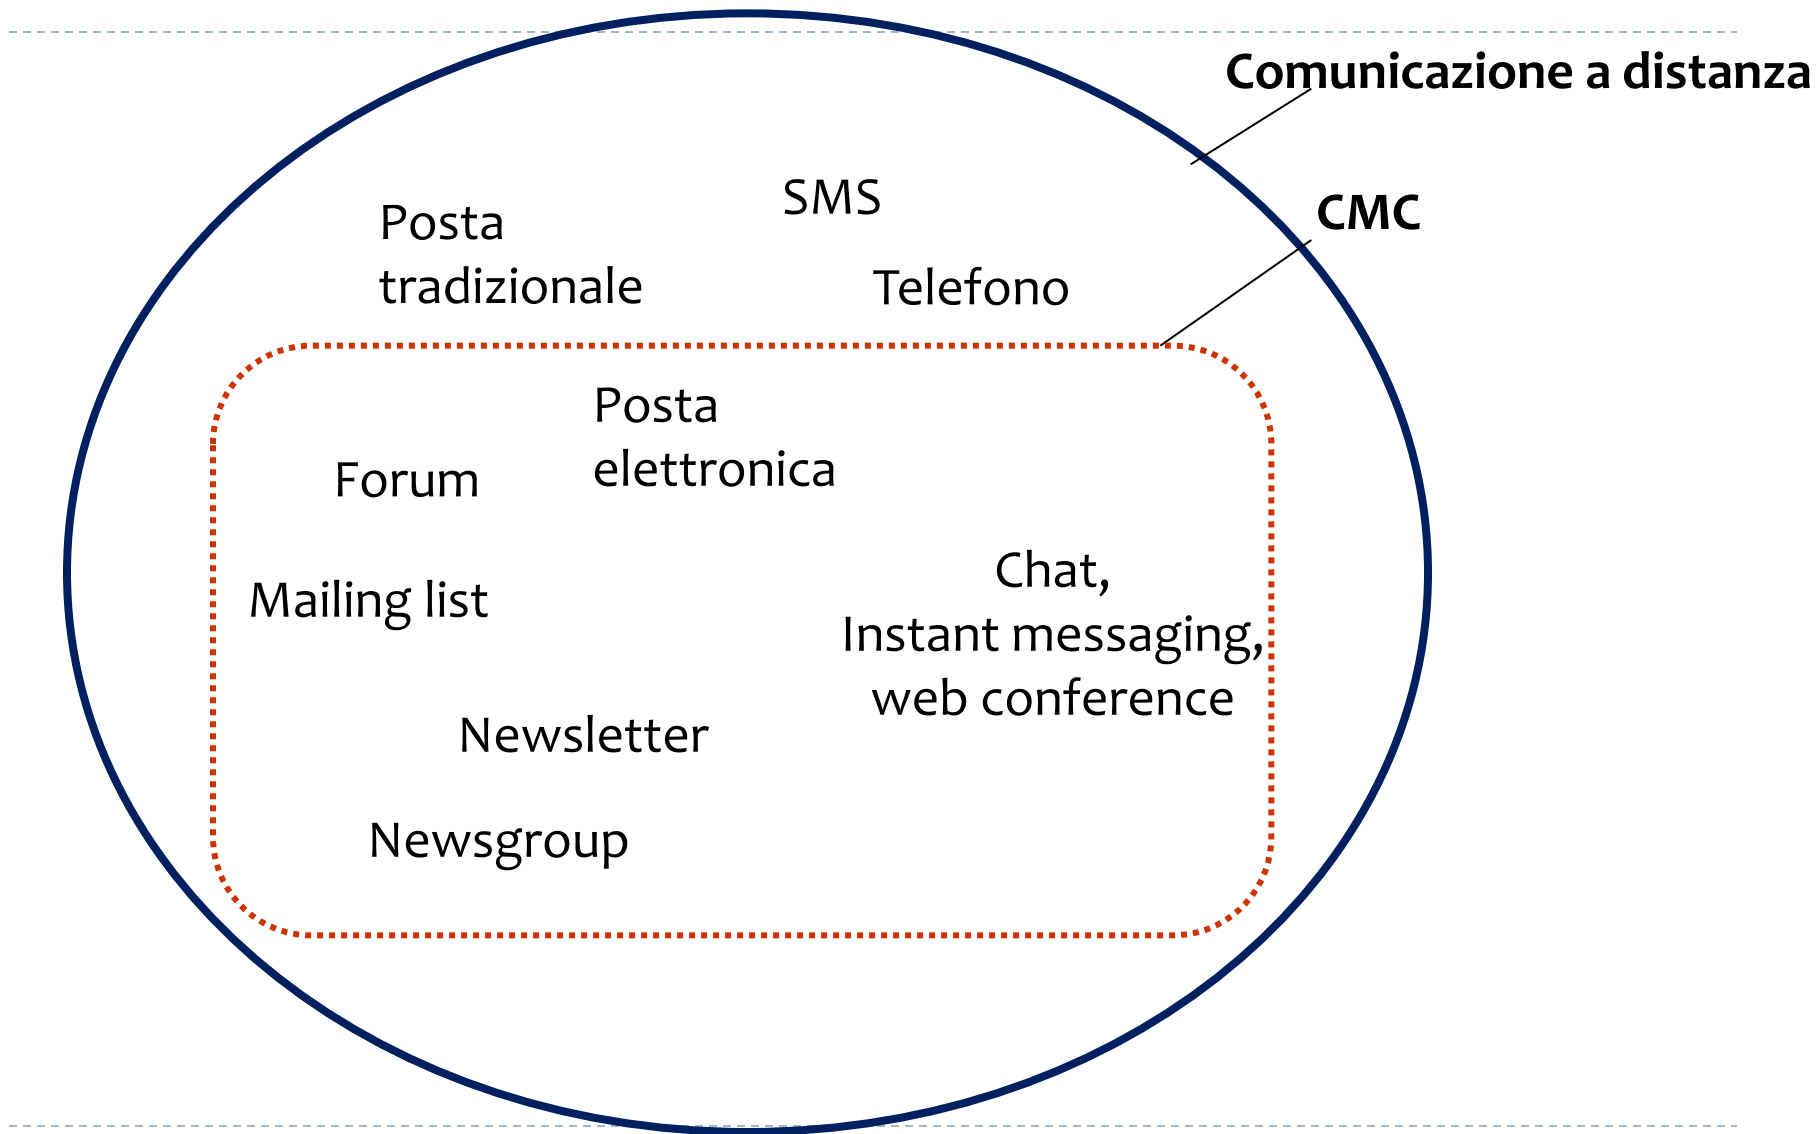 Comunicazione a distanza
SMS
CMC
Posta
tradizionale
Telefono
Posta
elettronica
Forum
Chat,
Instant messaging,
web conference
Mailing list
Newsletter
Newsgroup